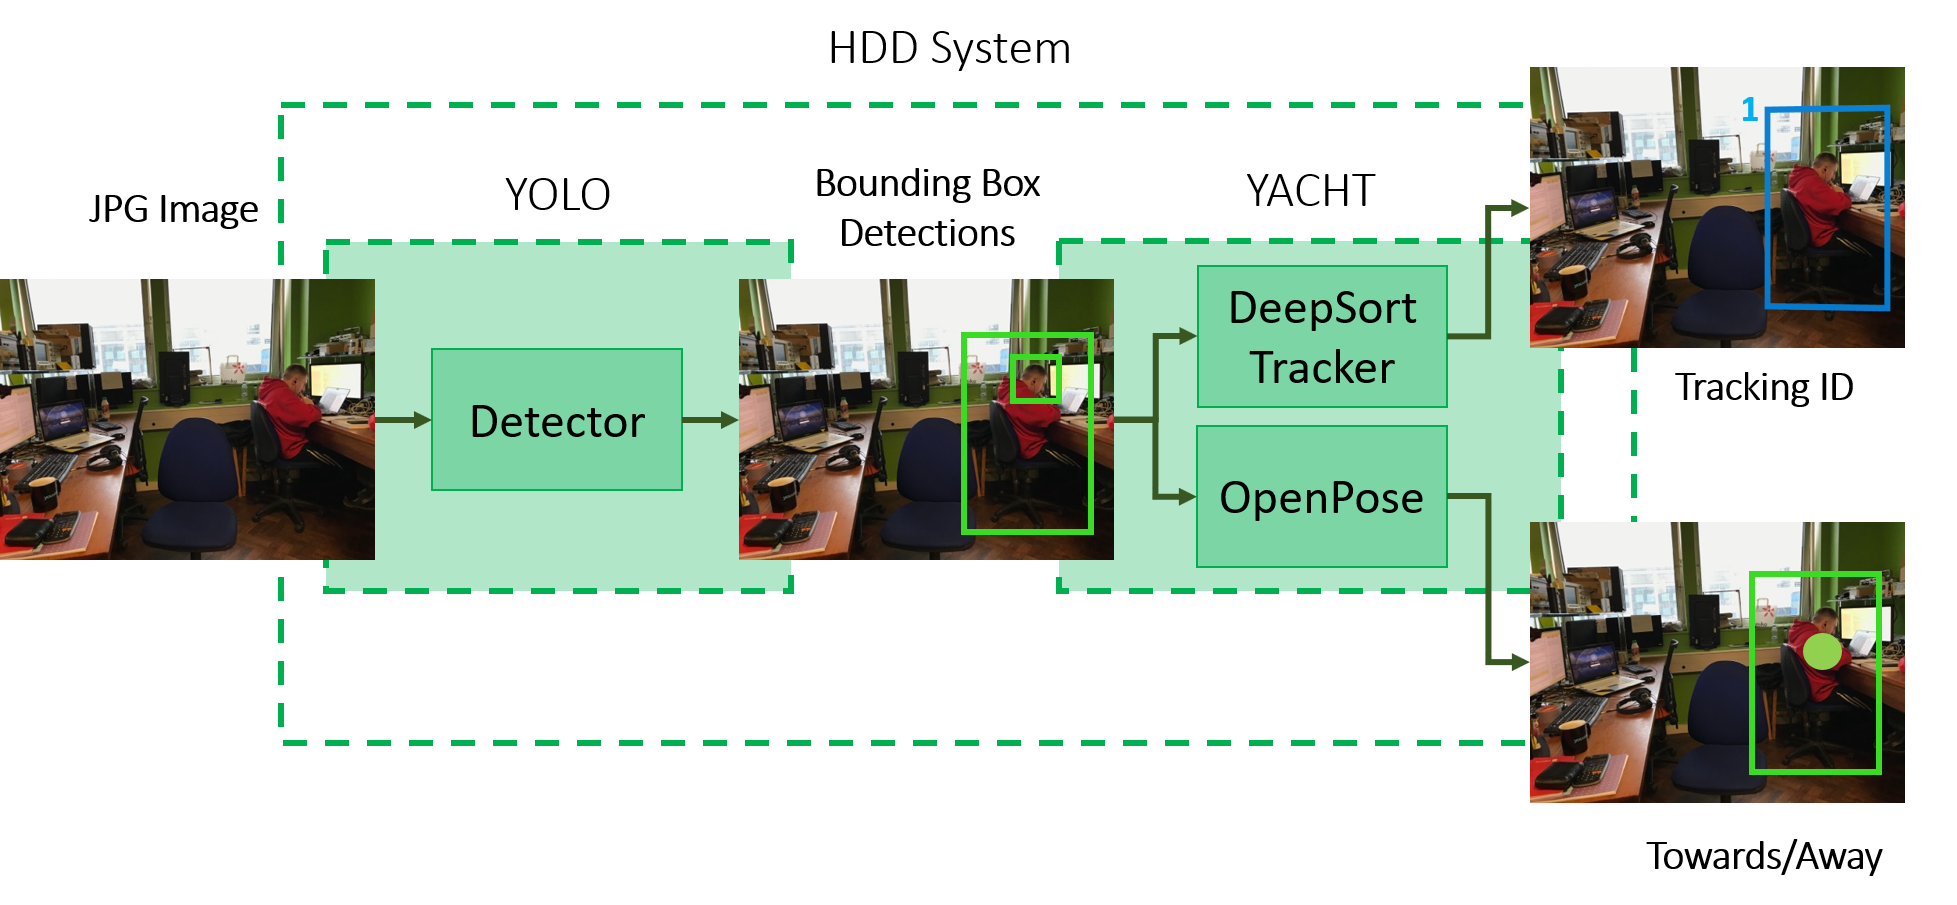 HDD System
JPG Image
YOLO
Bounding Box
Detections
YACHT
1
Detector
DeepSort
Tracker
OpenPose
Tracking ID
Towards/Away